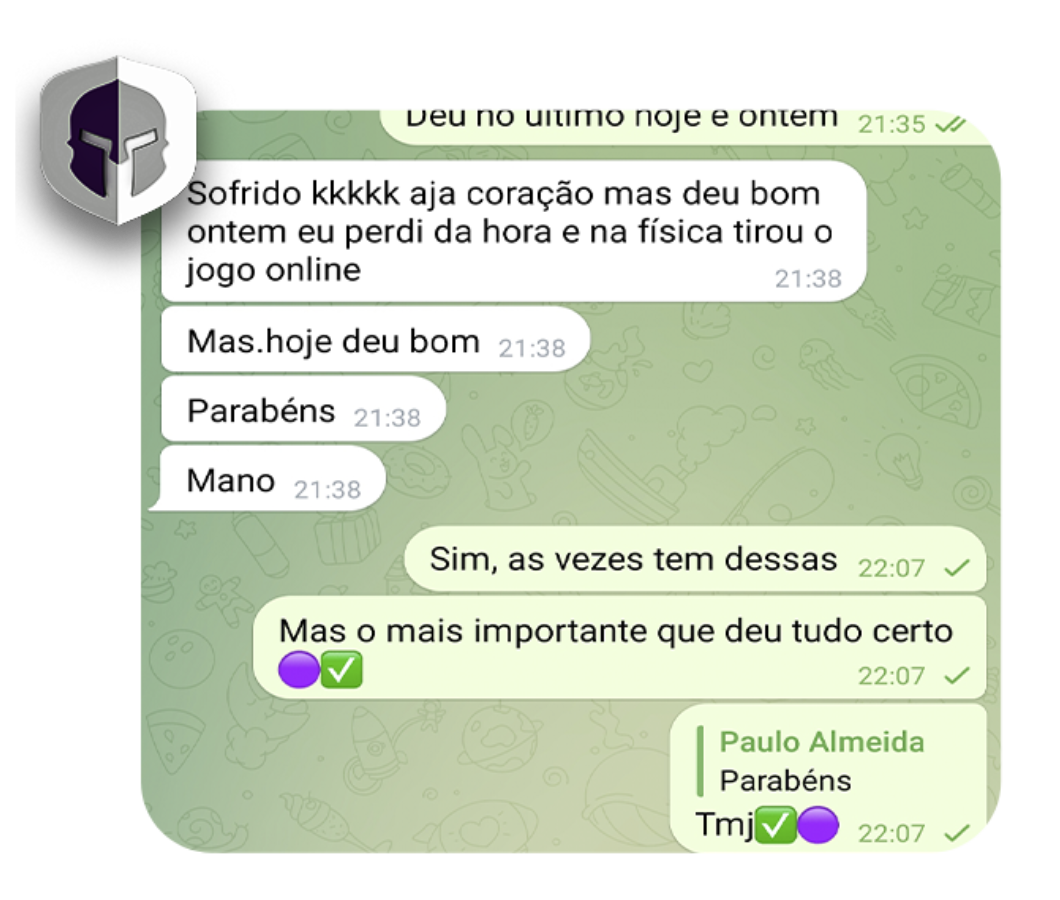 Deu no último hoje e ontem 21:35
Sofrido kkkkk aja coração mas deu bom
ontem eu perdi da hora e na física tirou o
jogo online 21:38
Mas.hoje deu bom 21:38
Parabéns 21:38
Mano 21:38
Sim, as vezes tem dessas 22:07
Mas o mais importante que deu tudo certo
🟣✅ 22:07
Paulo Almeida
Parabéns
Tmj✅🟣 22:07